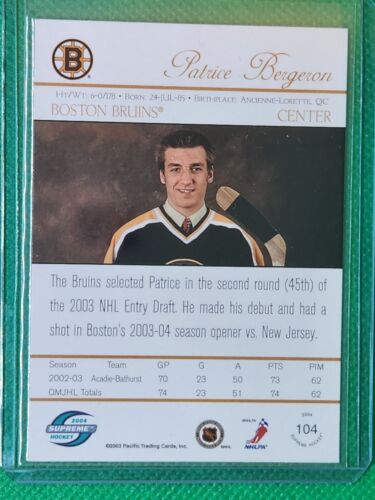 B
Patrice Bergeron
HT/WT: 6-0/178 • BORN: 24-JUL-85 • BIRTHPLACE: ANCIENNE-LORETTE, QC
BOSTON BRUINS® CENTER
The Bruins selected Patrice in the second round (45th) of
the 2003 NHL Entry Draft. He made his debut and had a
shot in Boston's 2003-04 season opener vs. New Jersey.
Season Team GP G A PTS PIM
2002-03 Acadie-Bathurst 70 23 50 73 62
QMJHL Totals 74 23 51 74 62
2004
SUPREME
HOCKEY
©2003 Pacific Trading Cards, Inc.
NHL
NHLPA
104